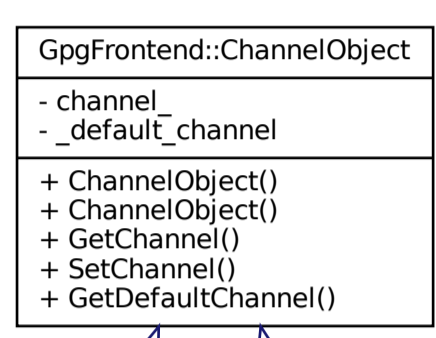 GpgFrontend::ChannelObject
- channel_
- _default_channel
+ ChannelObject()
+ ChannelObject()
+ GetChannel()
+ SetChannel()
+ GetDefaultChannel()